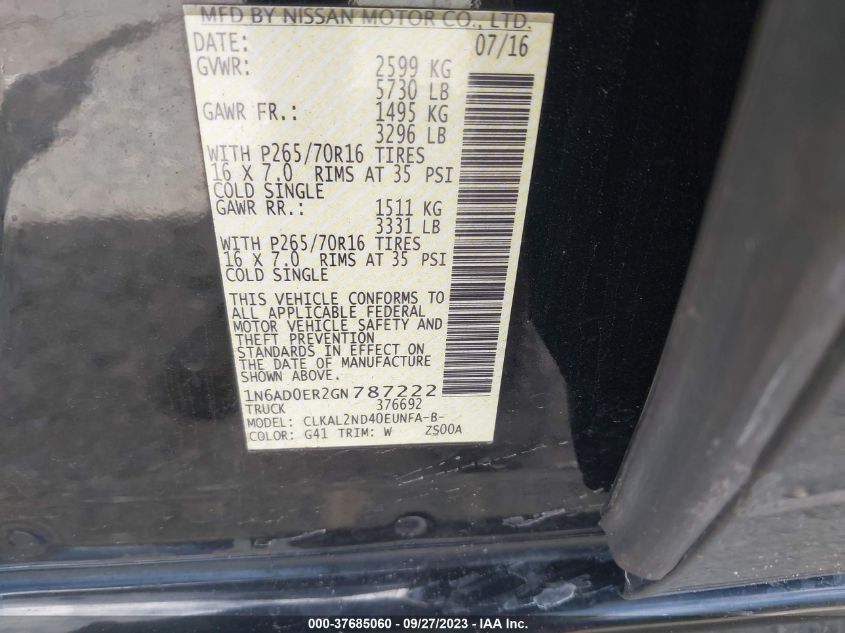 MFD BY NISSAN MOTOR CO., LTD.
DATE: 07/16
GVWR: 2599 KG
5730 LB
GAWR FR.: 1495 KG
3296 LB
WITH P265/70R16 TIRES
16 X 7.0 RIMS AT 35 PSI
COLD SINGLE
GAWR RR.: 1511 KG
3331 LB
WITH P265/70R16 TIRES
16 X 7.0 RIMS AT 35 PSI
COLD SINGLE
THIS VEHICLE CONFORMS TO
ALL APPLICABLE FEDERAL
MOTOR VEHICLE SAFETY AND
THEFT PREVENTION
STANDARDS IN EFFECT ON
THE DATE OF MANUFACTURE
SHOWN ABOVE.
1N6AD0ER2GN787222
TRUCK 376692
MODEL: CLKAL2ND40EUNFA-B-
COLOR: G41 TRIM: W ZS00A
000-37685060 - 09/27/2023 - IAA Inc.